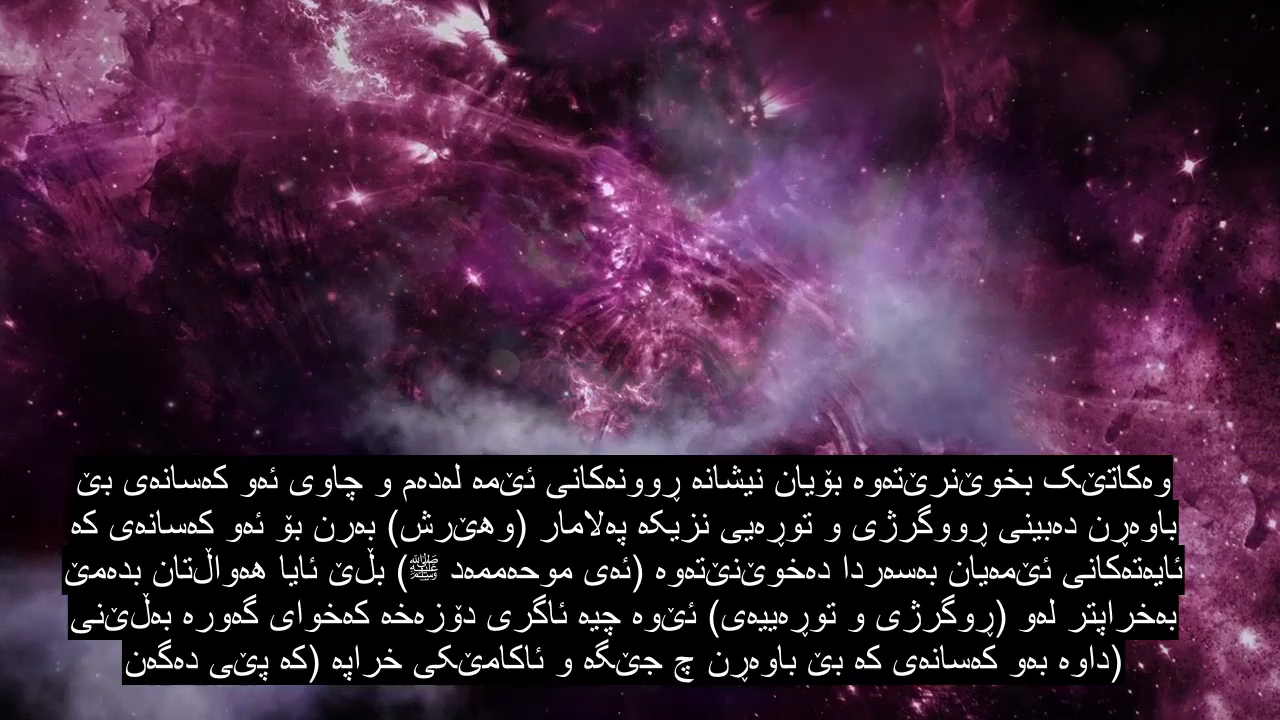 وەکاتێک بخوێنرێتەوە بۆیان نیشانە ڕوونەکانی ئێمە لەدەم و چاوی ئەو کەسانەی بێ
باوەڕن دەبینی ڕووگرژی و توڕەیی نزیکە پەلامار (وهێرش) بەرن بۆ ئەو کەسانەی کە
ئایەتەکانی ئێمەیان بەسەردا دەخوێنێتەوە (ئەی موحەممەد ﷺ) بڵێ ئایا هەواڵتان بدەمێ
بەخراپتر لەو (ڕوگرژی و توڕەییەی) ئێوە چیە ئاگری دۆزەخە کەخوای گەورە بەڵێنی
داوە بەو کەسانەی کە بێ باوەڕن چ جێگە و ئاکامێکی خراپە (کە پێی دەگەن)